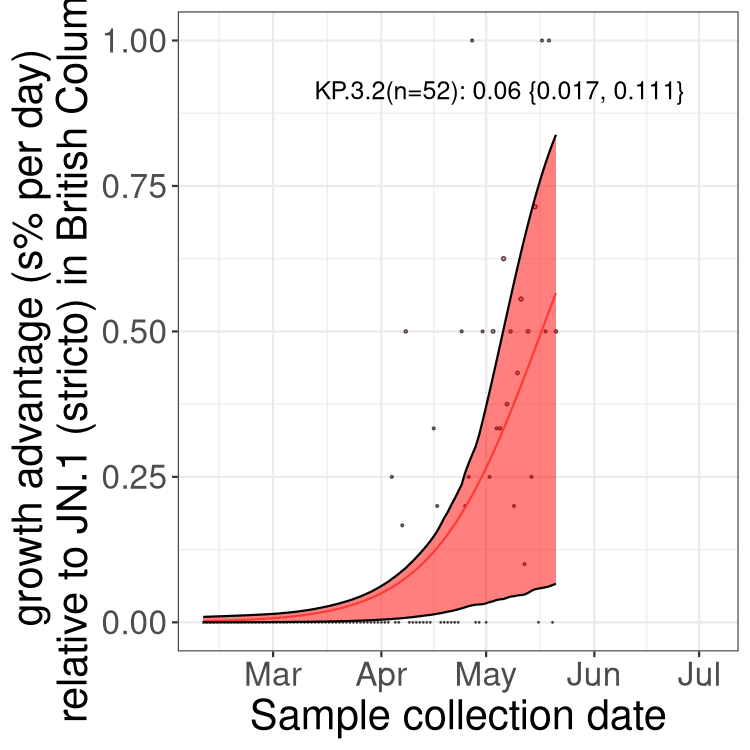 growth advantage (s% per day)
relative to JN.1 (stricto) in British Colum
1.00
0.75
0.50
0.25
0.00
KP.3.2(n=52): 0.06 {0.017, 0.111}
Mar Apr May Jun Jul
Sample collection date